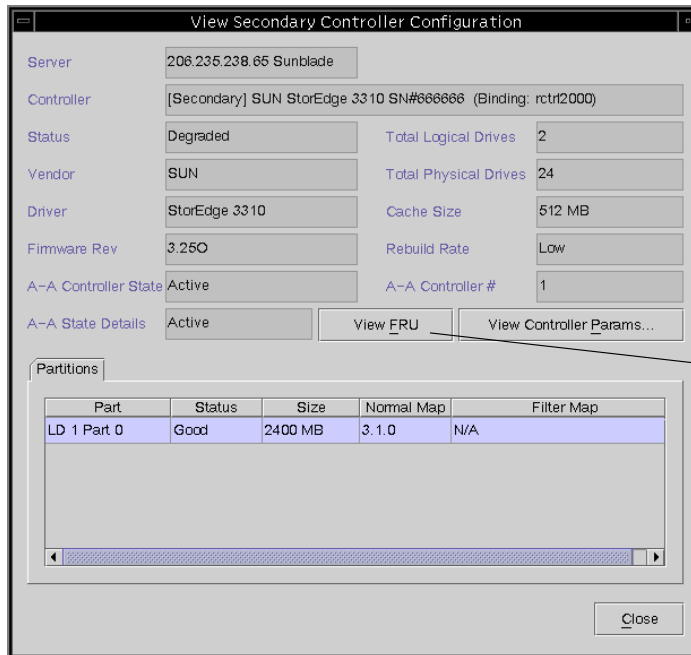 View Secondary Controller Configuration
Server 206.235.238.65 Sunblade
Controller [Secondary] SUN StorEdge 3310 SN#666666 (Binding: rctrl2000)
Status Degraded Total Logical Drives 2
Vendor SUN Total Physical Drives 24
Driver StorEdge 3310 Cache Size 512 MB
Firmware Rev 3.25O Rebuild Rate Low
A-A Controller State Active A-A Controller # 1
A-A State Details Active View FRU View Controller Params...
Partitions
Part Status Size Normal Map Filter Map
LD 1 Part 0 Good 2400 MB 3.1.0 N/A
Close